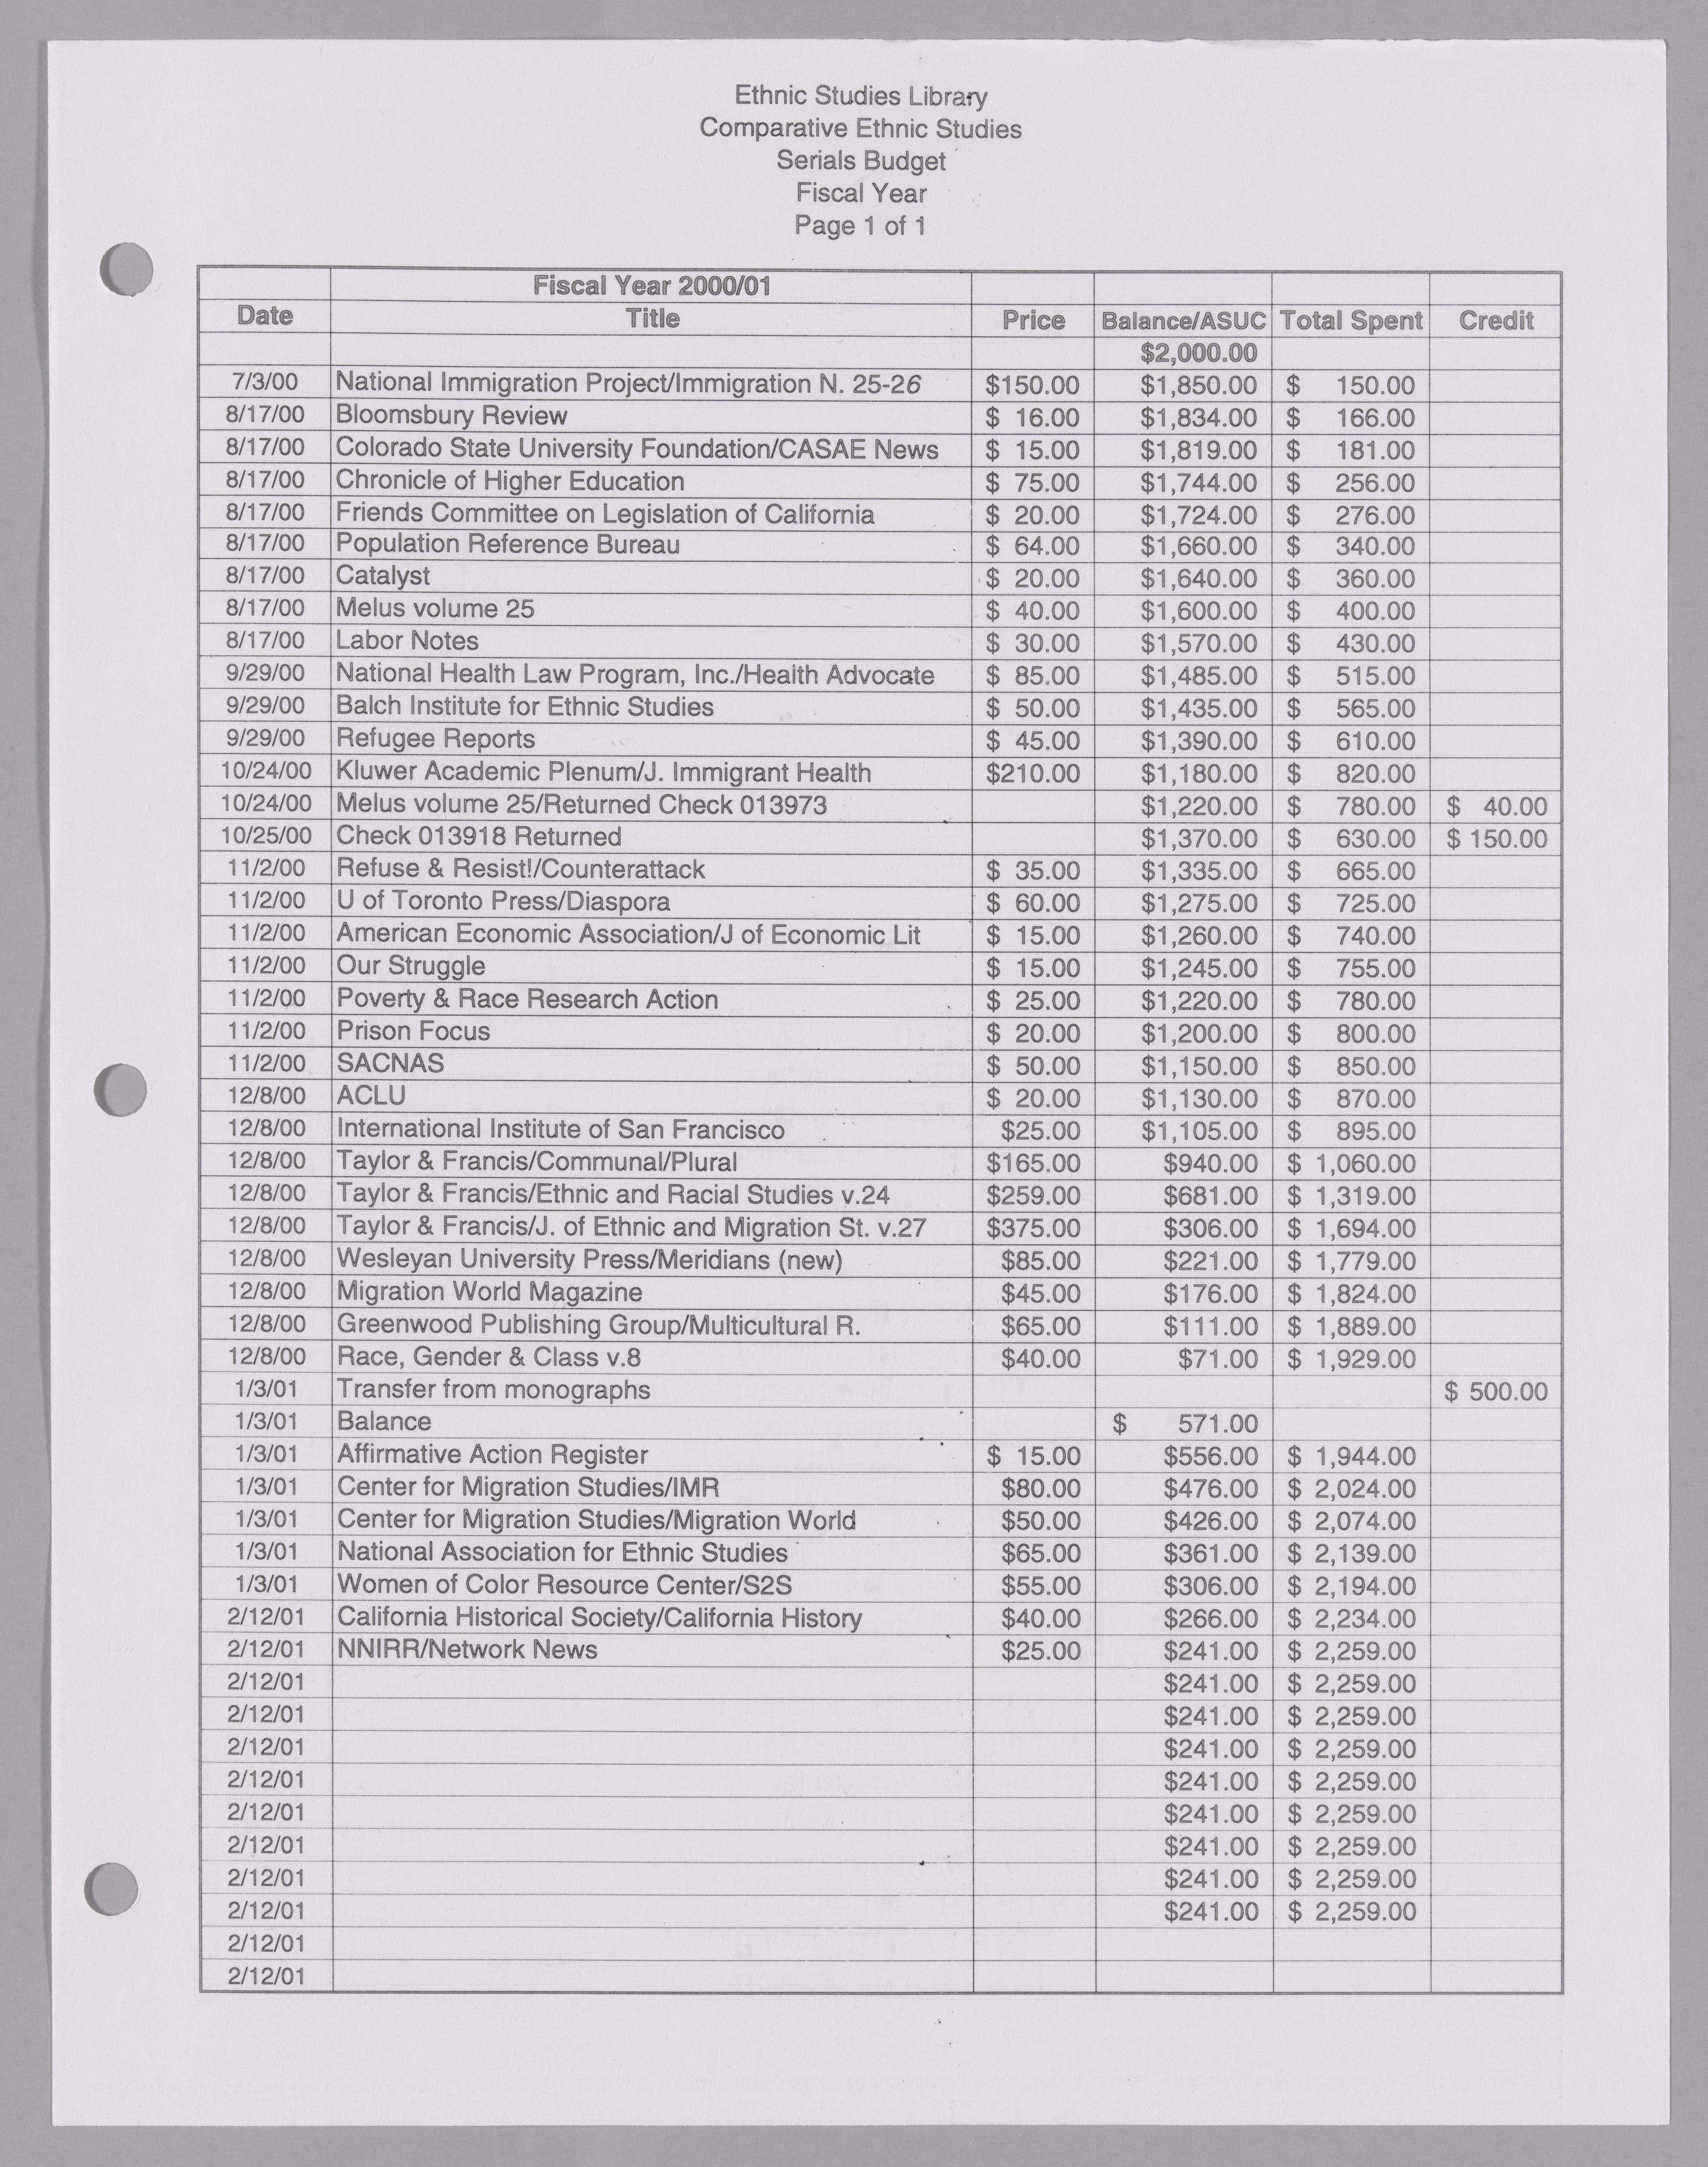 Ethnic Studies Library
Comparative Ethnic Studies
Serials Budget
Fiscal Year
Page 1 of 1
Fiscal Year 2000/01
Date Title Price Balance/ASUC Total Spent Credit
$2,000.00
7/3/00 National Immigration Project/Immigration N. 25-26 $150.00 $1,850.00 $ 150.00
8/17/00 Bloomsbury Review $ 16.00 $1,834.00 $ 166.00
8/17/00 Colorado State University Foundation/CASAE News $ 15.00 $1,819.00 $ 181.00
8/17/00 Chronicle of Higher Education $ 75.00 $1,744.00 $ 256.00
8/17/00 Friends Committee on Legislation of California $ 20.00 $1,724.00 $ 276.00
8/17/00 Population Reference Bureau $ 64.00 $1,660.00 $ 340.00
8/17/00 Catalyst $ 20.00 $1,640.00 $ 360.00
8/17/00 Melus volume 25 $ 40.00 $1,600.00 $ 400.00
8/17/00 Labor Notes $ 30.00 $1,570.00 $ 430.00
9/29/00 National Health Law Program, Inc./Heaith Advocate $ 85.00 $1,485.00 $ 515.00
9/29/00 Balch Institute for Ethnic Studies $ 50.00 $1,435.00 $ 565.00
9/29/00 Refugee Reports $ 45.00 $1,390.00 $ 610.00
10/24/00 Kluwer Academic Plenum/J. Immigrant Health $210.00 $1,180.00 $ 820.00
10/24/00 Melus volume 25/Returned Check 013973 $1,220.00 $ 780.00 $ 40.00
10/25/00 Check 013918 Returned $1,370.00 $ 630.00 $ 150.00
11/2/00 Refuse & Resist!/Counterattack $ 35.00 $1,335.00 $ 665.00
11/2/00 U of Toronto Press/Diaspora $ 60.00 $1,275.00 $ 725.00
11/2/00 American Economic Association/J of Economic Lit $ 15.00 $1,260.00 $ 740.00
11/2/00 Our Struggle $ 15.00 $1,245.00 $ 755.00
11/2/00 Poverty & Race Research Action $ 25.00 $1,220.00 $ 780.00
11/2/00 Prison Focus $ 20.00 $1,200.00 $ 800.00
11/2/00 SACNAS $ 50.00 $1,150.00 $ 850.00
12/8/00 ACLU $ 20.00 $1,130.00 $ 870.00
12/8/00 International Institute of San Francisco $25.00 $1,105.00 $ 895.00
12/8/00 Taylor & Francis/Communal/Plural $165.00 $940.00 $ 1,060.00
12/8/00 Taylor & Francis/Ethnic and Racial Studies v.24 $259.00 $681.00 $ 1,319.00
12/8/00 Taylor & Francis/J. of Ethnic and Migration St. v.27 $375.00 $306.00 $ 1,694.00
12/8/00 Wesleyan University Press/Meridians (new) $85.00 $221.00 $ 1,779.00
12/8/00 Migration World Magazine $45.00 $176.00 $ 1,824.00
12/8/00 Greenwood Publishing Group/Multicultural R. $65.00 $111.00 $ 1,889.00
12/8/00 Race, Gender & Class v.8 $40.00 $71.00 $ 1,929.00
1/3/01 Transfer from monographs $ 500.00
1/3/01 Balance $ 571.00
1/3/01 Affirmative Action Register $ 15.00 $556.00 $ 1,944.00
1/3/01 Center for Migration Studies/IMR $80.00 $476.00 $ 2,024.00
1/3/01 Center for Migration Studies/Migration World $50.00 $426.00 $ 2,074.00
1/3/01 National Association for Ethnic Studies $65.00 $361.00 $ 2,139.00
1/3/01 Women of Color Resource Center/S2S $55.00 $306.00 $ 2,194.00
2/12/01 California Historical Society/California History $40.00 $266.00 $ 2,234.00
2/12/01 NNIRR/Network News $25.00 $241.00 $ 2,259.00
2/12/01 $241.00 $ 2,259.00
2/12/01 $241.00 $ 2,259.00
2/12/01 $241.00 $ 2,259.00
2/12/01 $241.00 $ 2,259.00
2/12/01 $241.00 $ 2,259.00
2/12/01 $241.00 $ 2,259.00
2/12/01 $241.00 $ 2,259.00
2/12/01 $241.00 $ 2,259.00
2/12/01
2/12/01